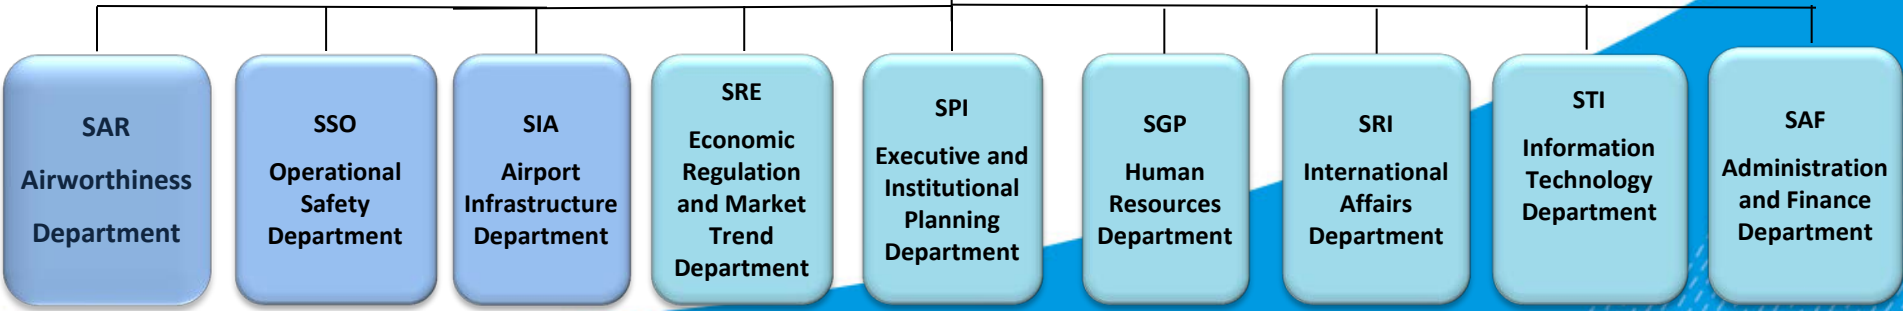 SAR
Airworthiness
Department
SSO
Operational
Safety
Department
SIA
Airport
Infrastructure
Department
SRE
Economic
Regulation
and Market
Trend
Department
SPI
Executive and
Institutional
Planning
Department
SGP
Human
Resources
Department
SRI
International
Affairs
Department
STI
Information
Technology
Department
SAF
Administration
and Finance
Department